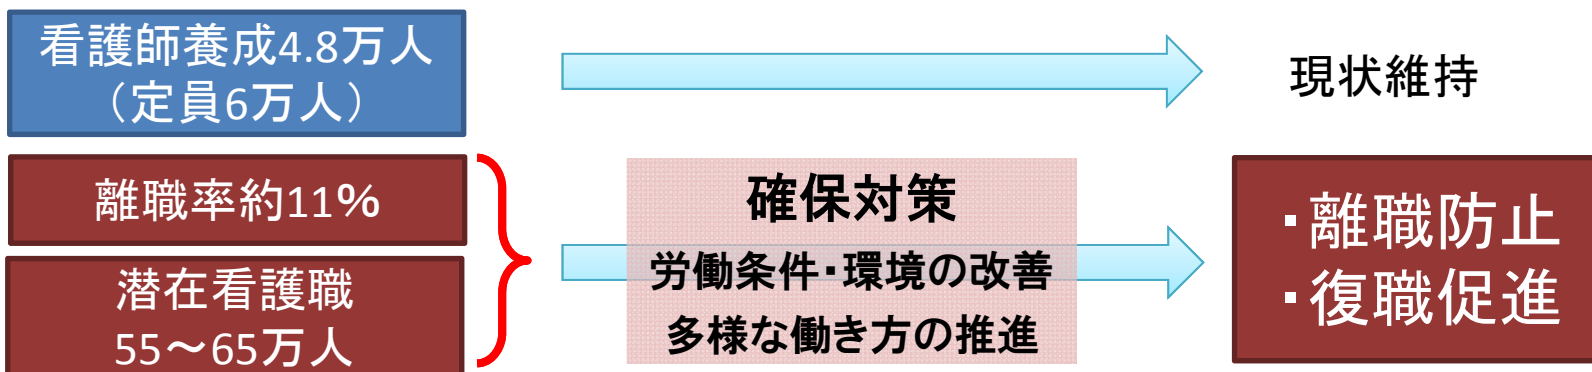 看護師養成4.8万人
（定員6万人）
現状維持
離職率約11%
潜在看護職
55～65万人
確保対策
労働条件・環境の改善
多様な働き方の推進
・離職防止
・復職促進